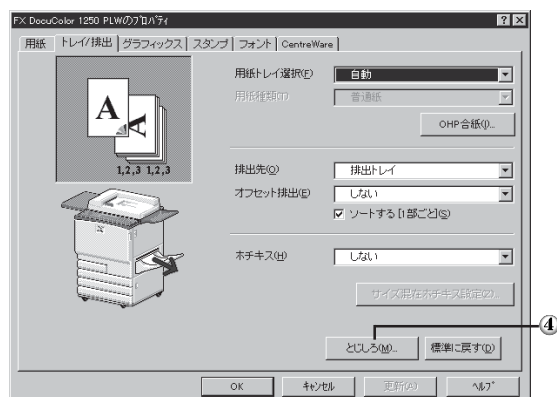 FX DocuColor 1250 PLWのﾌﾟﾛﾊﾟﾃｨ
用紙 トレイ/排出 グラフィックス スタンプ フォント CentreWare
用紙トレイ選択(F) 自動
用紙種類(T) 普通紙
OHP合紙(J)...
A A
1,2,3 1,2,3
排出先(O) 排出トレイ
オフセット排出(E) しない
ソートする [1部ごと](S)
ホチキス(H) しない
サイズ混在ホチキス設定(Z)...
④
とじしろ(M)... 標準に戻す(D)
OK ｷｬﾝｾﾙ 更新(A) ﾍﾙﾌﾟ